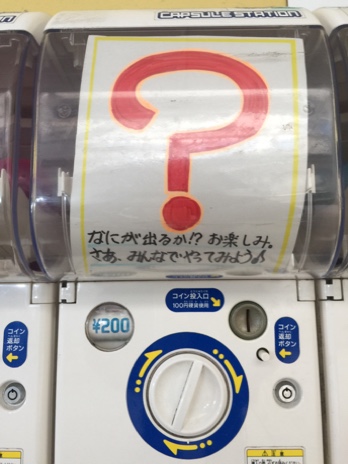 CAPSULE STATION
?
なにが出るか!? お楽しみ。
さあ、みんなでやってみよう♪
コイン投入口
100円硬貨専用
¥200
コイン
返却
ボタン
コイン
返却
ボタン
⚠注意